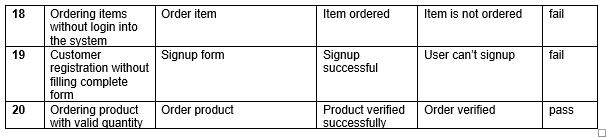 18 Ordering items without login into the system Order item Item ordered Item is not ordered fail
19 Customer registration without filling complete form Signup form Signup successful User can't signup fail
20 Ordering product with valid quantity Order product Product verified successfully Order verified pass